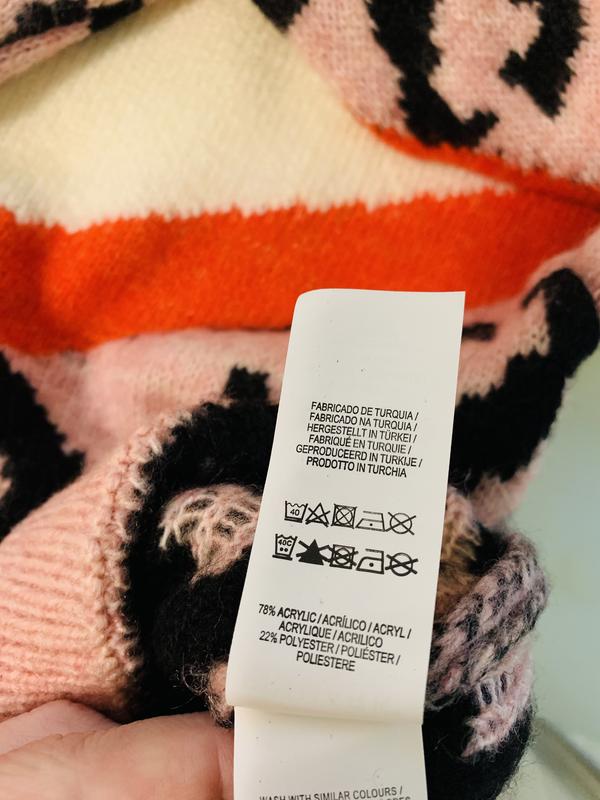 FABRICADO DE TURQUIA /
FABRICADO NA TURQUIA /
HERGESTELLT IN TÜRKEI /
FABRIQUÉ EN TURQUIE /
GEPRODUCEERD IN TURKIJE /
PRODOTTO IN TURCHIA
40
40C
78% ACRYLIC / ACRÍLICO / ACRYL /
ACRYLIQUE / ACRILICO
22% POLYESTER / POLIÉSTER /
POLIESTERE
WASH WITH SIMILAR COLOURS /